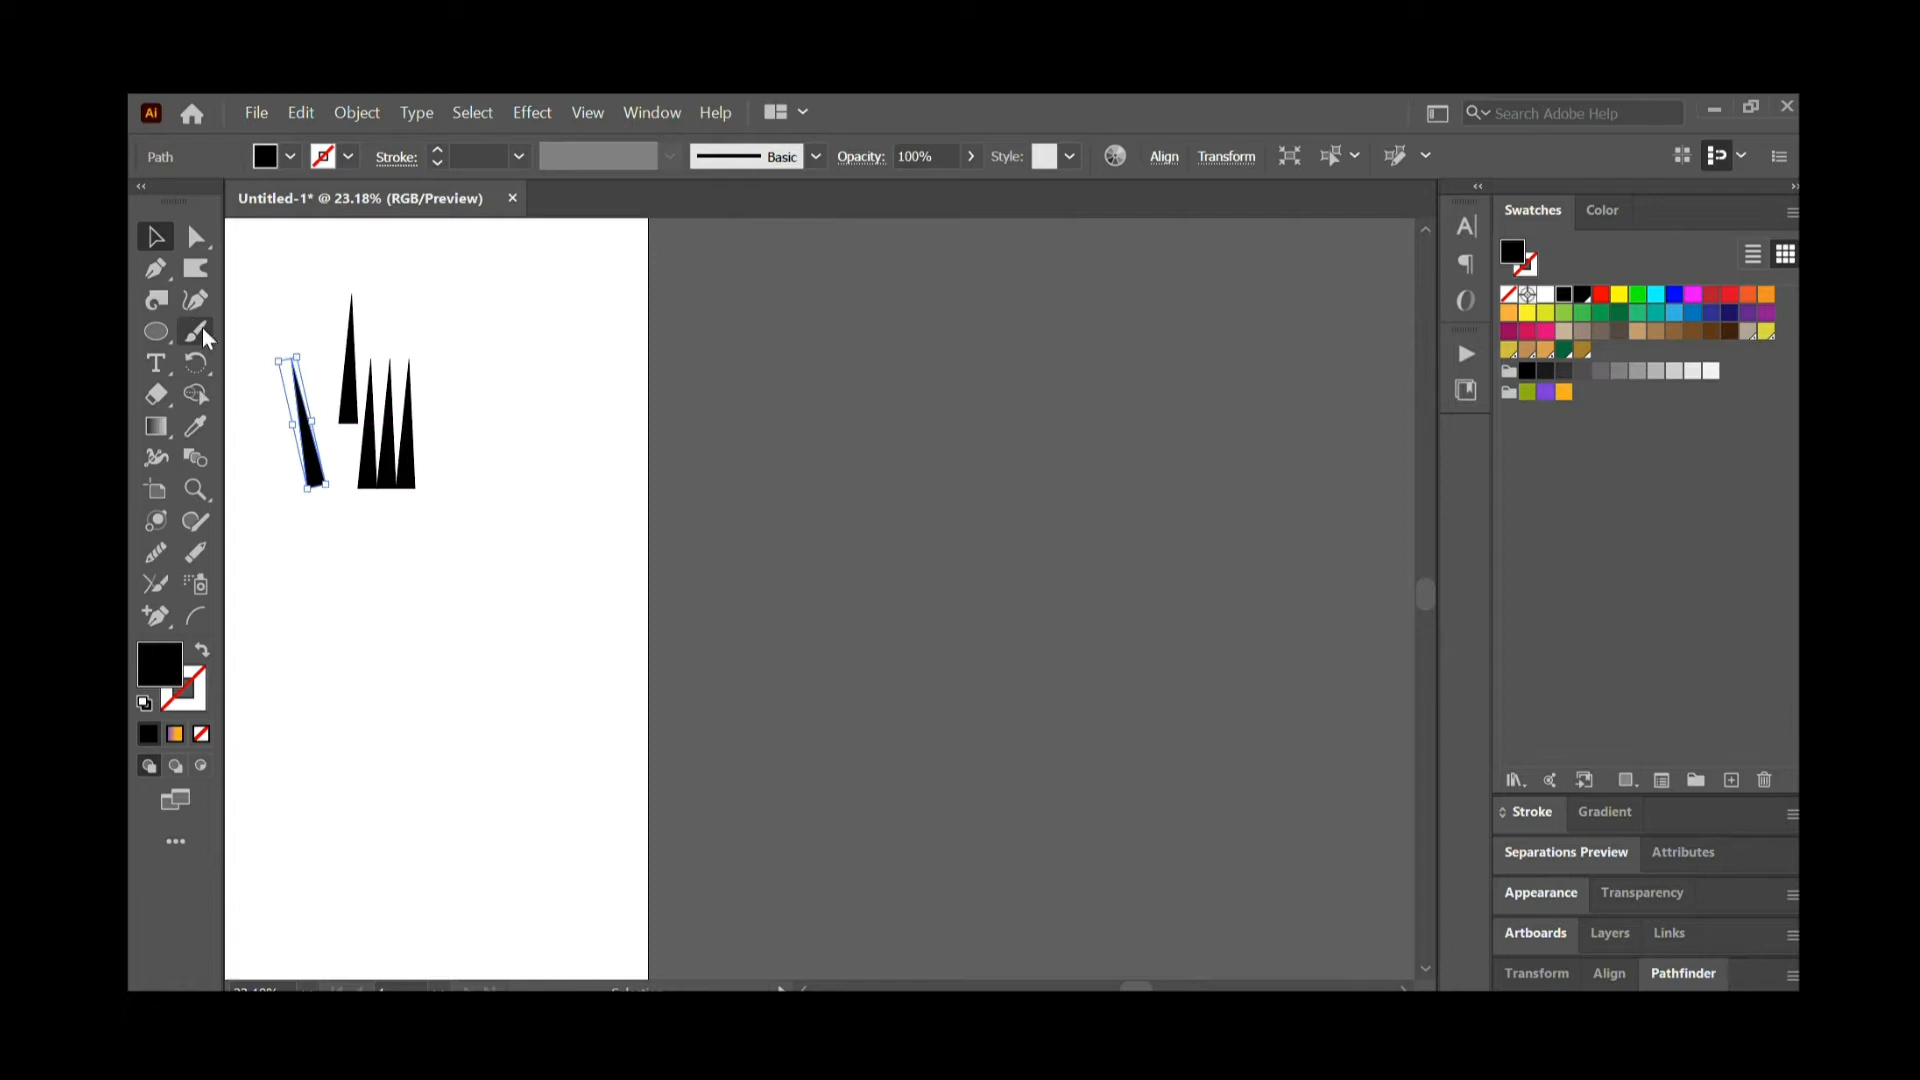 Ai File Edit Object Type Select Effect View Window Help Search Adobe Help
Path Stroke: Basic Opacity: 100% Style: Align Transform
Untitled-1* @ 23.18% (RGB/Preview)
Swatches Color
Stroke Gradient
Separations Preview Attributes
Appearance Transparency
Artboards Layers Links
Transform Align Pathfinder